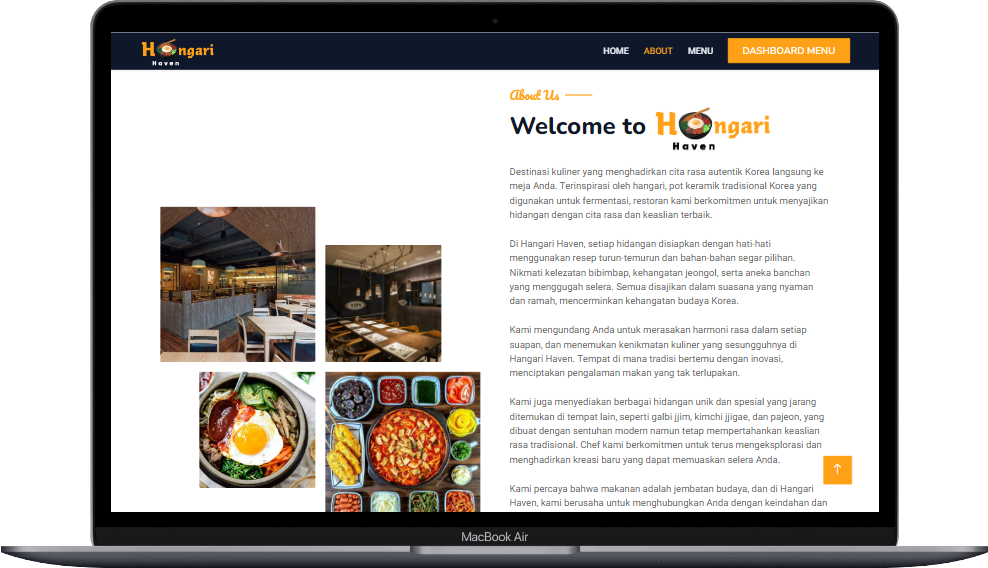 Hongari
Haven
HOME ABOUT MENU DASHBOARD MENU
About Us
Welcome to Hongari
Haven
Destinasi kuliner yang menghadirkan cita rasa autentik Korea langsung ke
meja Anda. Terinspirasi oleh hangari, pot keramik tradisional Korea yang
digunakan untuk fermentasi, restoran kami berkomitmen untuk menyajikan
hidangan dengan cita rasa dan keaslian terbaik.
Di Hangari Haven, setiap hidangan disiapkan dengan hati-hati
menggunakan resep turun-temurun dan bahan-bahan segar pilihan.
Nikmati kelezatan bibimbap, kehangatan jeongol, serta aneka banchan
yang menggugah selera. Semua disajikan dalam suasana yang nyaman
dan ramah, mencerminkan kehangatan budaya Korea.
Kami mengundang Anda untuk merasakan harmoni rasa dalam setiap
suapan, dan menemukan kenikmatan kuliner yang sesungguhnya di
Hangari Haven. Tempat di mana tradisi bertemu dengan inovasi,
menciptakan pengalaman makan yang tak terlupakan.
Kami juga menyediakan berbagai hidangan unik dan spesial yang jarang
ditemukan di tempat lain, seperti galbi jjim, kimchi jjigae, dan pajeon, yang
dibuat dengan sentuhan modern namun tetap mempertahankan keaslian
rasa tradisional. Chef kami berkomitmen untuk terus mengeksplorasi dan
menghadirkan kreasi baru yang dapat memuaskan selera Anda.
Kami percaya bahwa makanan adalah jembatan budaya, dan di Hangari
Haven, kami berusaha untuk menghubungkan Anda dengan keindahan dan
MacBook Air